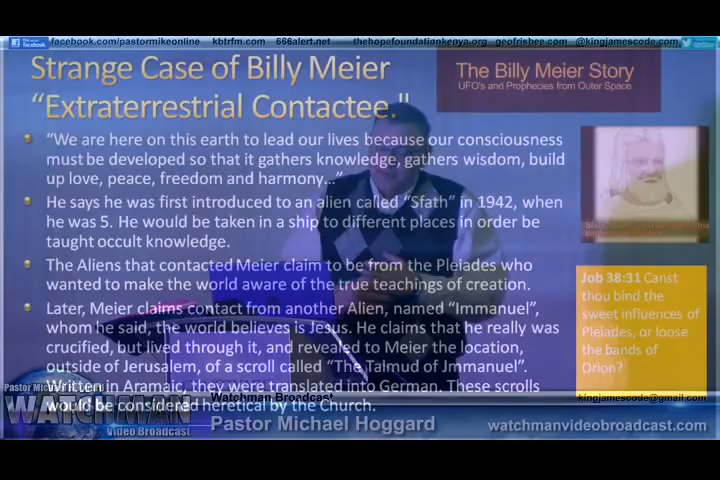 facebook.com/pastormikeonline kbtrfm.com 666alert.net thehopefoundationkenya.org geofrisbee.com @kingjamescode.com
Strange Case of Billy Meier
“Extraterrestrial Contactee."
The Billy Meier Story
UFO's and Prophecies from Outer Space
“We are here on this earth to lead our lives because our consciousness
must be developed so that it gathers knowledge, gathers wisdom, build
up love, peace, freedom and harmony…”
He says he was first introduced to an alien called “Sfath” in 1942, when
he was 5. He would be taken in a ship to different places in order be
taught occult knowledge.
The Aliens that contacted Meier claim to be from the Pleiades who
wanted to make the world aware of the true teachings of creation.
Later, Meier claims contact from another Alien, named “Immanuel”,
whom he said, the world believes is Jesus. He claims that he really was
crucified, but lived through it, and revealed to Meier the location,
outside of Jerusalem, of a scroll called “The Talmud of Jmmanuel”.
Written in Aramaic, they were translated into German. These scrolls
would be considered heretical by the Church.
Job 38:31 Canst
thou bind the
sweet influences of
Pleiades, or loose
the bands of
Orion?
Pastor Mic
WATCHMAN
Video Broadcast
Watchman Broadcast
kingjamescode@gmail.com
Pastor Michael Hoggard
watchmanvideobroadcast.com